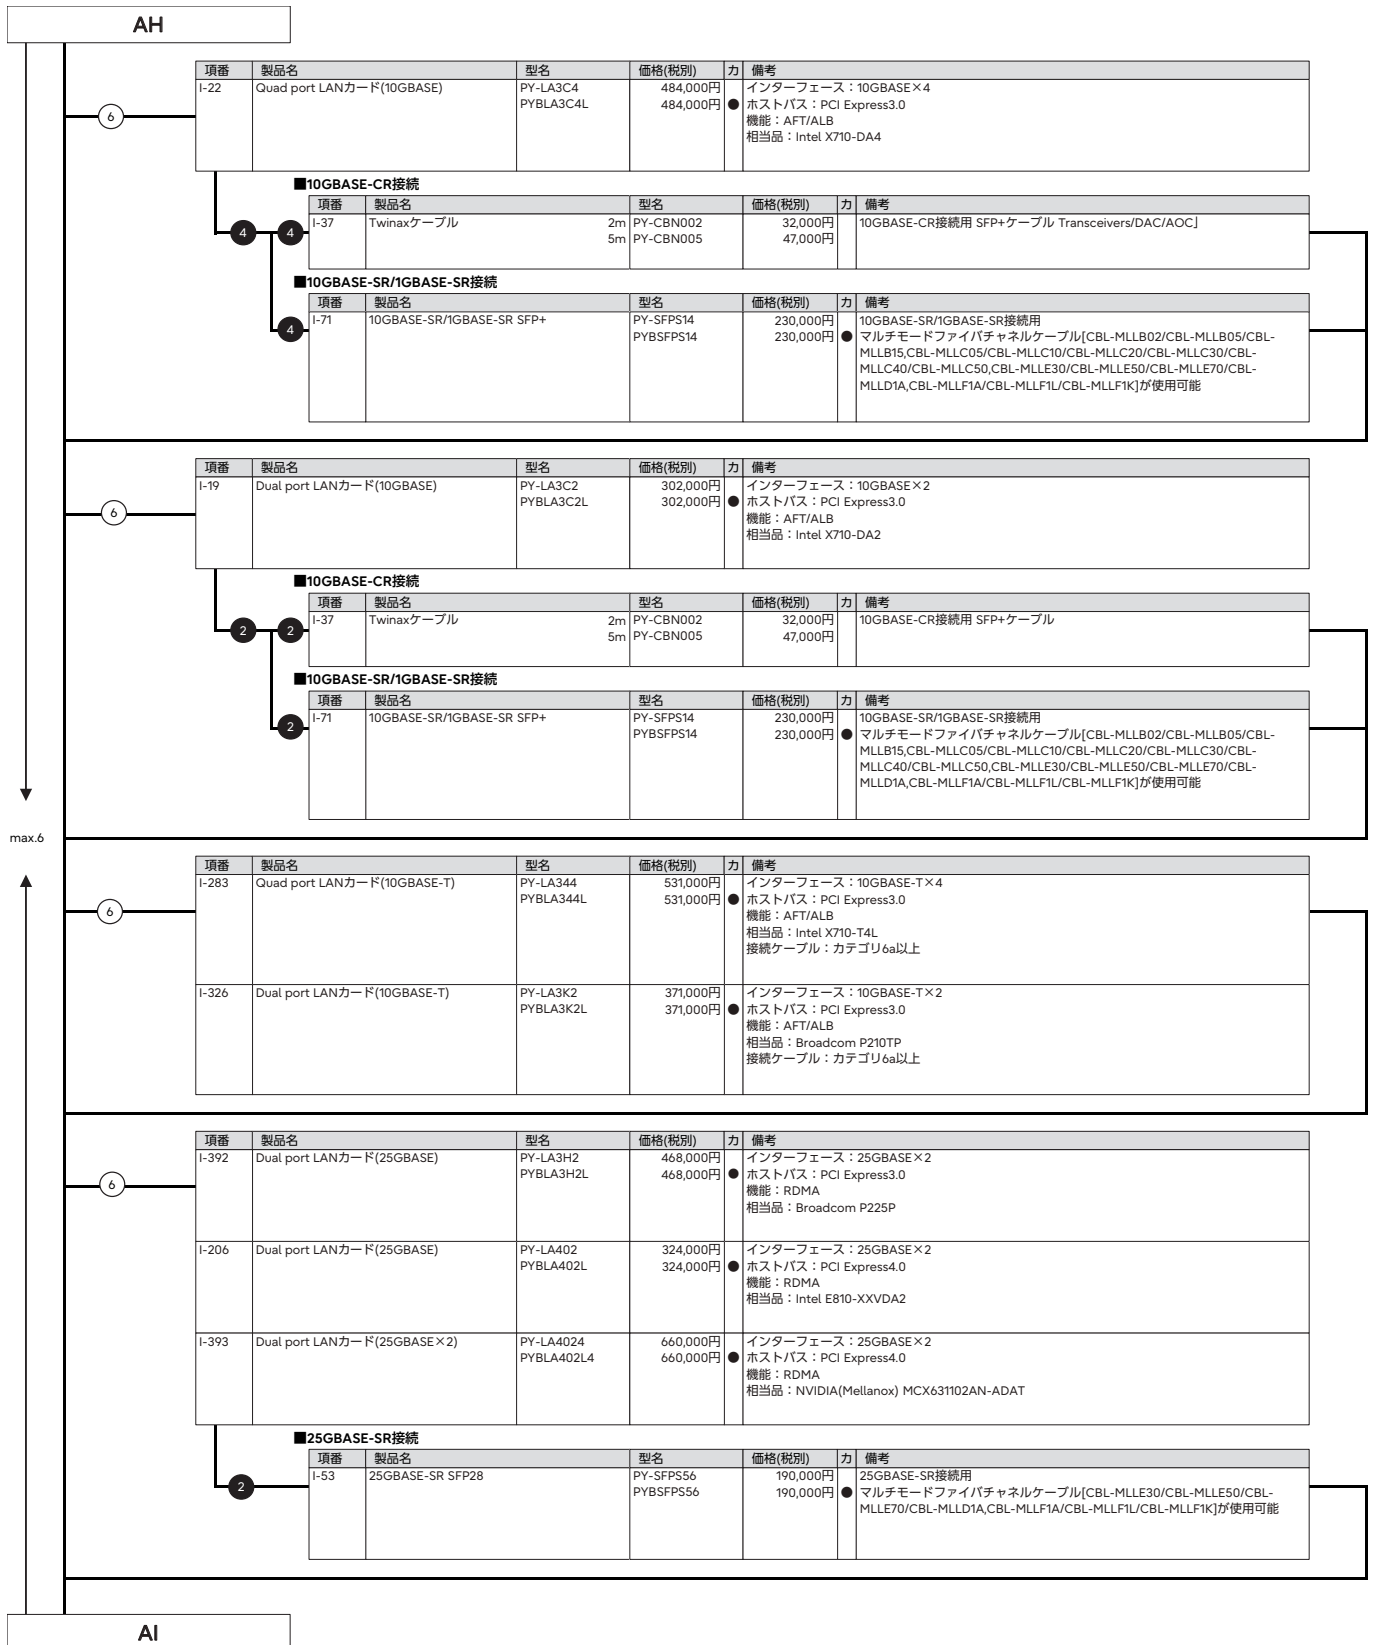 AH
項番 製品名 型名 価格(税別) カ 備考
I-22 Quad port LANカード(10GBASE) PY-LA3C4 484,000円 インターフェース：10GBASE×4
PYBLA3C4L 484,000円 ● ホストバス：PCI Express3.0
機能：AFT/ALB
相当品：Intel X710-DA4
6
■10GBASE-CR接続
項番 製品名 型名 価格(税別) カ 備考
4 4 I-37 Twinaxケーブル 2m PY-CBN002 32,000円 10GBASE-CR接続用 SFP+ケーブル Transceivers/DAC/AOC」
5m PY-CBN005 47,000円
■10GBASE-SR/1GBASE-SR接続
項番 製品名 型名 価格(税別) カ 備考
4 I-71 10GBASE-SR/1GBASE-SR SFP+ PY-SFPS14 230,000円 10GBASE-SR/1GBASE-SR接続用
PYBSFPS14 230,000円 ● マルチモードファイバチャネルケーブル[CBL-MLLB02/CBL-MLLB05/CBL-
MLLB15,CBL-MLLC05/CBL-MLLC10/CBL-MLLC20/CBL-MLLC30/CBL-
MLLC40/CBL-MLLC50,CBL-MLLE30/CBL-MLLE50/CBL-MLLE70/CBL-
MLLD1A,CBL-MLLF1A/CBL-MLLF1L/CBL-MLLF1K]が使用可能
項番 製品名 型名 価格(税別) カ 備考
I-19 Dual port LANカード(10GBASE) PY-LA3C2 302,000円 インターフェース：10GBASE×2
PYBLA3C2L 302,000円 ● ホストバス：PCI Express3.0
機能：AFT/ALB
相当品：Intel X710-DA2
6
■10GBASE-CR接続
項番 製品名 型名 価格(税別) カ 備考
2 2 I-37 Twinaxケーブル 2m PY-CBN002 32,000円 10GBASE-CR接続用 SFP+ケーブル
5m PY-CBN005 47,000円
■10GBASE-SR/1GBASE-SR接続
項番 製品名 型名 価格(税別) カ 備考
2 I-71 10GBASE-SR/1GBASE-SR SFP+ PY-SFPS14 230,000円 10GBASE-SR/1GBASE-SR接続用
PYBSFPS14 230,000円 ● マルチモードファイバチャネルケーブル[CBL-MLLB02/CBL-MLLB05/CBL-
MLLB15,CBL-MLLC05/CBL-MLLC10/CBL-MLLC20/CBL-MLLC30/CBL-
MLLC40/CBL-MLLC50,CBL-MLLE30/CBL-MLLE50/CBL-MLLE70/CBL-
MLLD1A,CBL-MLLF1A/CBL-MLLF1L/CBL-MLLF1K]が使用可能
max.6
項番 製品名 型名 価格(税別) カ 備考
I-283 Quad port LANカード(10GBASE-T) PY-LA344 531,000円 インターフェース：10GBASE-T×4
PYBLA344L 531,000円 ● ホストバス：PCI Express3.0
機能：AFT/ALB
相当品：Intel X710-T4L
接続ケーブル：カテゴリ6a以上
6
I-326 Dual port LANカード(10GBASE-T) PY-LA3K2 371,000円 インターフェース：10GBASE-T×2
PYBLA3K2L 371,000円 ● ホストバス：PCI Express3.0
機能：AFT/ALB
相当品：Broadcom P210TP
接続ケーブル：カテゴリ6a以上
項番 製品名 型名 価格(税別) カ 備考
I-392 Dual port LANカード(25GBASE) PY-LA3H2 468,000円 インターフェース：25GBASE×2
PYBLA3H2L 468,000円 ● ホストバス：PCI Express3.0
機能：RDMA
相当品：Broadcom P225P
6
I-206 Dual port LANカード(25GBASE) PY-LA402 324,000円 インターフェース：25GBASE×2
PYBLA402L 324,000円 ● ホストバス：PCI Express4.0
機能：RDMA
相当品：Intel E810-XXVDA2
I-393 Dual port LANカード(25GBASE×2) PY-LA4024 660,000円 インターフェース：25GBASE×2
PYBLA402L4 660,000円 ● ホストバス：PCI Express4.0
機能：RDMA
相当品：NVIDIA(Mellanox) MCX631102AN-ADAT
■25GBASE-SR接続
項番 製品名 型名 価格(税別) カ 備考
2 I-53 25GBASE-SR SFP28 PY-SFPS56 190,000円 25GBASE-SR接続用
PYBSFPS56 190,000円 ● マルチモードファイバチャネルケーブル[CBL-MLLE30/CBL-MLLE50/CBL-
MLLE70/CBL-MLLD1A,CBL-MLLF1A/CBL-MLLF1L/CBL-MLLF1K]が使用可能
AI